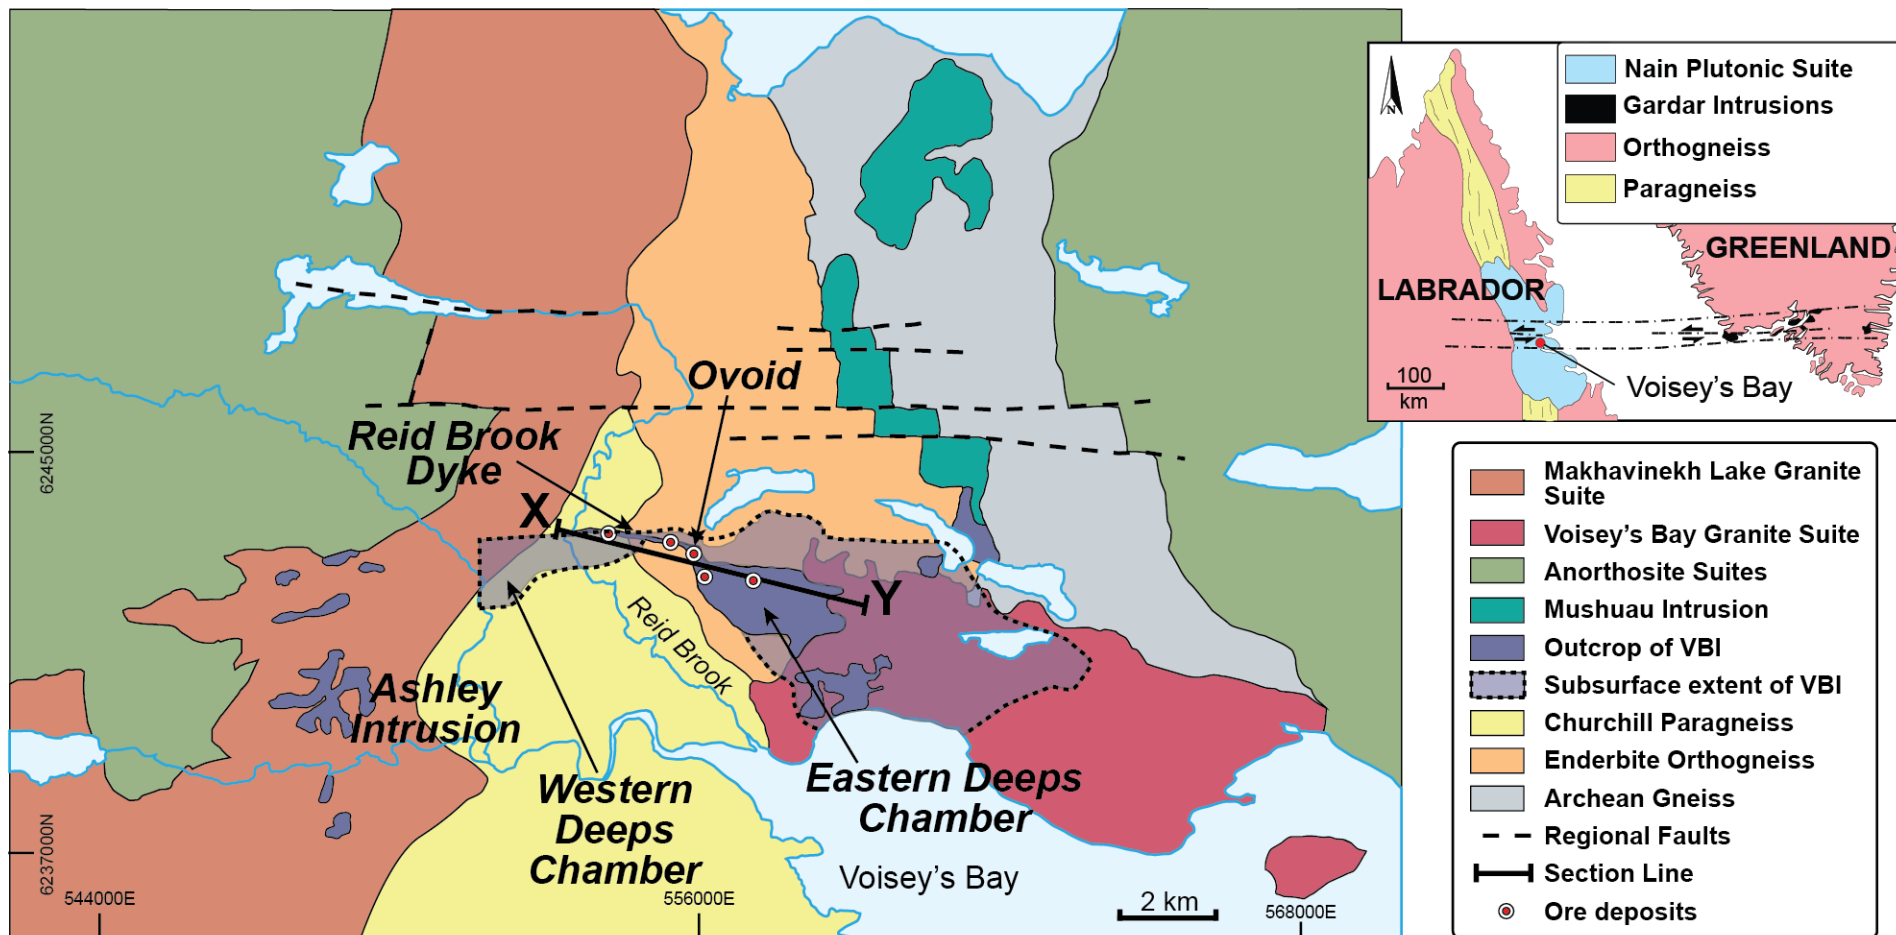 Ovoid
Reid Brook
Dyke
X
Y
Reid Brook
Ashley
Intrusion
Western
Deeps
Chamber
Eastern Deeps
Chamber
Voisey's Bay
6245000N
6237000N
544000E
556000E
568000E
2 km
N
Nain Plutonic Suite
Gardar Intrusions
Orthogneiss
Paragneiss
GREENLAND
LABRADOR
100
km
Voisey's Bay
Makhavinekh Lake Granite
Suite
Voisey's Bay Granite Suite
Anorthosite Suites
Mushuau Intrusion
Outcrop of VBI
Subsurface extent of VBI
Churchill Paragneiss
Enderbite Orthogneiss
Archean Gneiss
Regional Faults
Section Line
Ore deposits